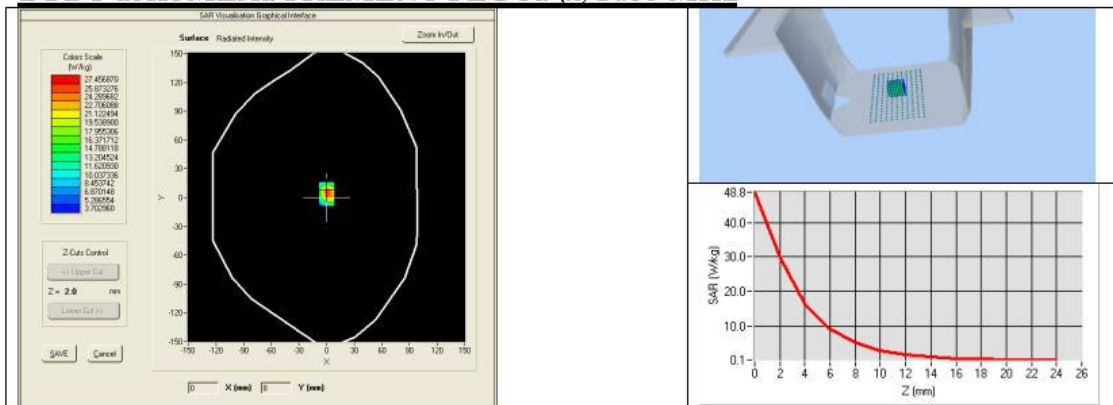 SAR Visualisation Graphical Interface
Surface Radiated Intensity
Zoom In/Out
Colors Scale
(W/kg)
27.456870
25.873276
24.289682
22.706088
21.122494
19.538900
17.955306
16.371712
14.788118
13.204524
11.620930
10.037336
8.453742
6.870148
5.286554
3.702960
150
120
90
60
30
0
-30
-60
-90
-120
-150
Y
-150 -120 -90 -60 -30 0 30 60 90 120 150
X
Z-Cuts Control
<< Upper Cut
Z = 2.0 mm
Lower Cut >>
SAVE Cancel
0 X (mm) 8 Y (mm)
48.8
40.0
30.0
20.0
10.0
0.1
SAR (W/kg)
0 2 4 6 8 10 12 14 16 18 20 22 24 26
Z (mm)